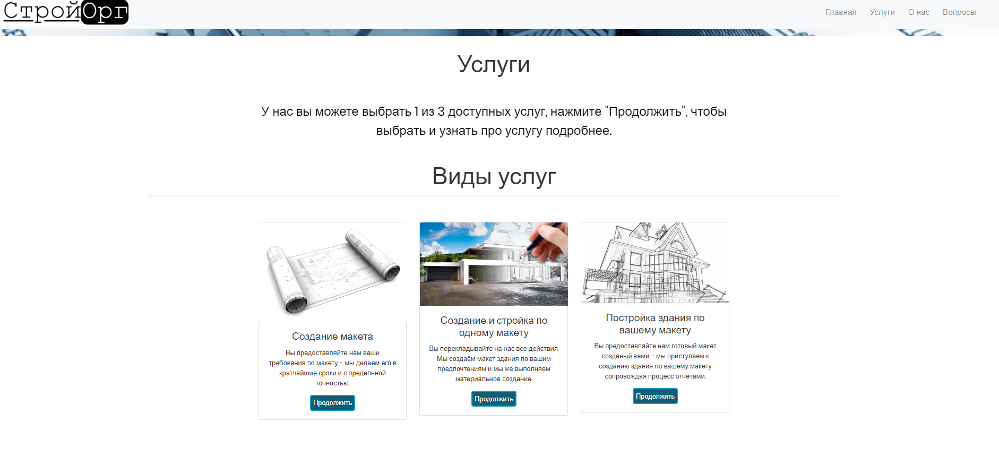 СтройОрг
Главная Услуги О нас Вопросы
Услуги
У нас вы можете выбрать 1 из 3 доступных услуг, нажмите "Продолжить", чтобы
выбрать и узнать про услугу подробнее.
Виды услуг
Создание макета
Вы предоставляйте нам ваши
требования по макету – мы делаем его в
кратчайшие сроки и с предельной
точностью.
Продолжить
Создание и стройка по
одному макету
Вы перекладывайте на нас все действия.
Мы создаём макет здания по вашим
предпочтениям и мы же выполняем
материальное создание.
Продолжить
Постройка здания по
вашему макету
Вы предоставляйте нам готовый макет
созданый вами – мы приступаем к
созданию здания по вашему макету
сопровождая процесс отчётами.
Продолжить